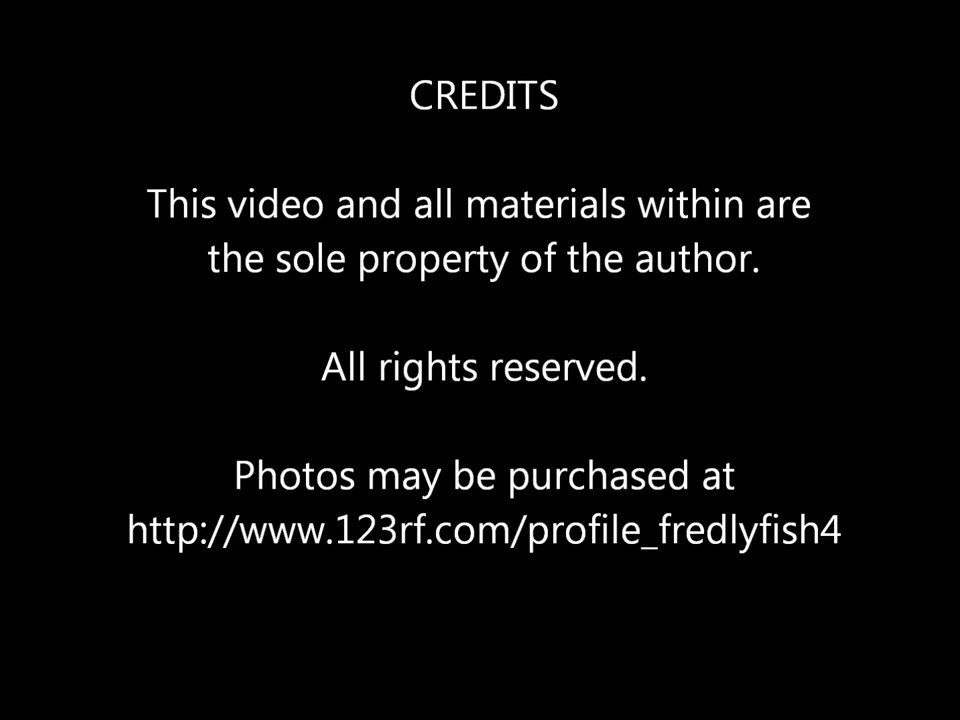 CREDITS
This video and all materials within are
the sole property of the author.
All rights reserved.
Photos may be purchased at
http://www.123rf.com/profile_fredlyfish4